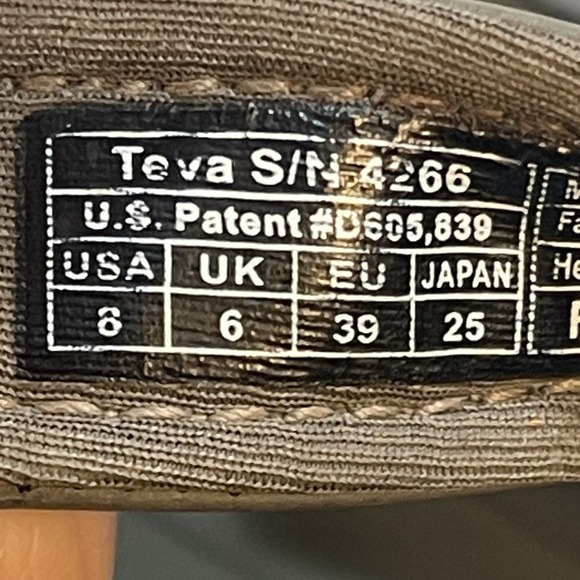 Teva S/N 4266
U.S. Patent #D605,839
USA UK EU JAPAN
8 6 39 25